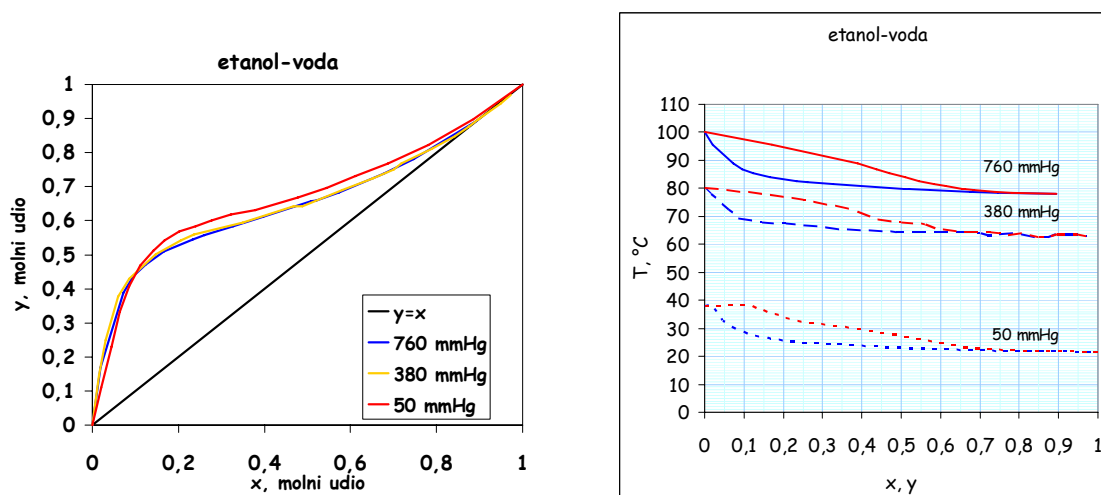 etanol-voda
1
0,9
0,8
0,7
0,6
0,5
0,4
0,3
0,2
0,1
0
y, molni udio
y=x
760 mmHg
380 mmHg
50 mmHg
0 0,2 0,4 0,6 0,8 1
x, molni udio
etanol-voda
110
100
90
80
70
60
50
40
30
20
10
0
T, °C
760 mmHg
380 mmHg
50 mmHg
0 0,1 0,2 0,3 0,4 0,5 0,6 0,7 0,8 0,9 1
x, y